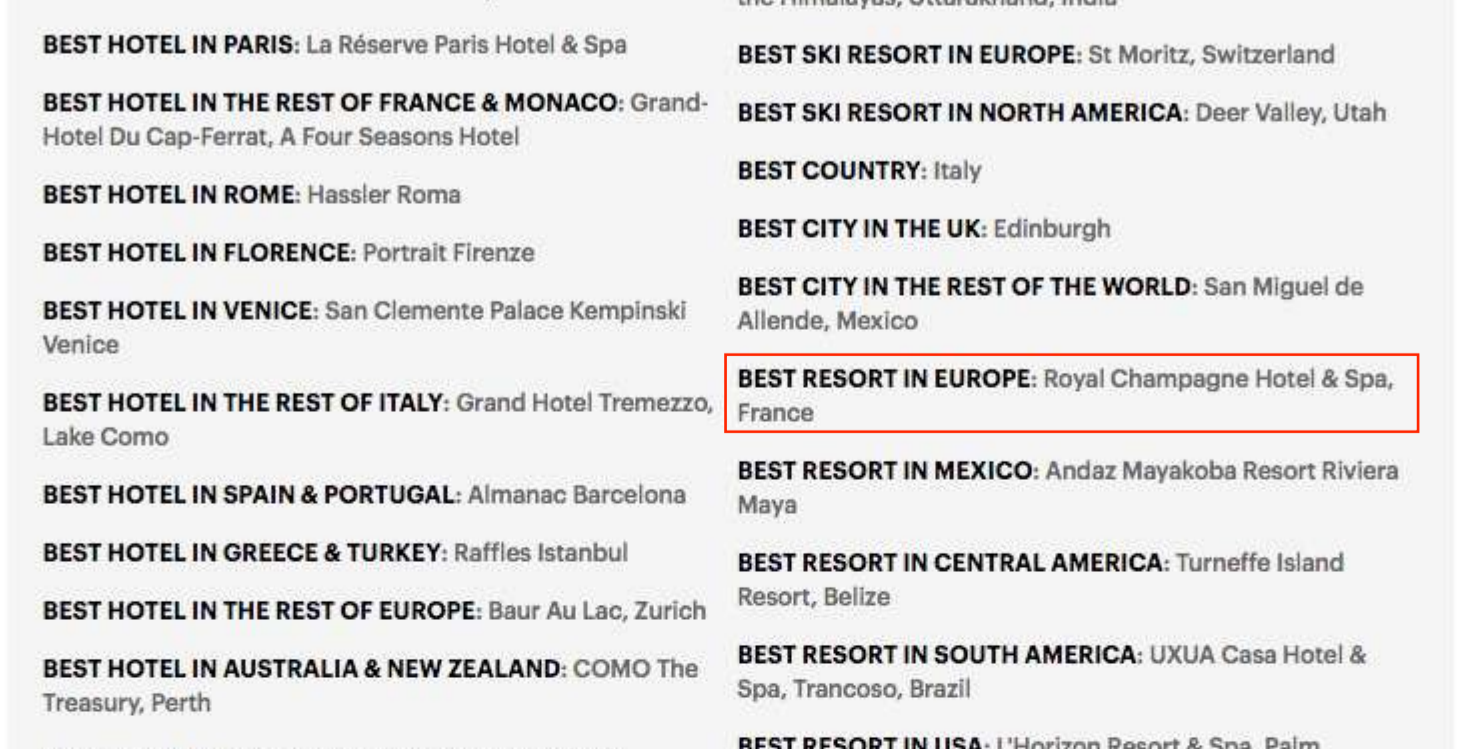 BEST HOTEL IN PARIS: La Réserve Paris Hotel & Spa
BEST HOTEL IN THE REST OF FRANCE & MONACO: Grand-
Hotel Du Cap-Ferrat, A Four Seasons Hotel
BEST HOTEL IN ROME: Hassler Roma
BEST HOTEL IN FLORENCE: Portrait Firenze
BEST HOTEL IN VENICE: San Clemente Palace Kempinski
Venice
BEST HOTEL IN THE REST OF ITALY: Grand Hotel Tremezzo,
Lake Como
BEST HOTEL IN SPAIN & PORTUGAL: Almanac Barcelona
BEST HOTEL IN GREECE & TURKEY: Raffles Istanbul
BEST HOTEL IN THE REST OF EUROPE: Baur Au Lac, Zurich
BEST HOTEL IN AUSTRALIA & NEW ZEALAND: COMO The
Treasury, Perth
the Himalayas, Uttarakhand, India
BEST SKI RESORT IN EUROPE: St Moritz, Switzerland
BEST SKI RESORT IN NORTH AMERICA: Deer Valley, Utah
BEST COUNTRY: Italy
BEST CITY IN THE UK: Edinburgh
BEST CITY IN THE REST OF THE WORLD: San Miguel de
Allende, Mexico
BEST RESORT IN EUROPE: Royal Champagne Hotel & Spa,
France
BEST RESORT IN MEXICO: Andaz Mayakoba Resort Riviera
Maya
BEST RESORT IN CENTRAL AMERICA: Turneffe Island
Resort, Belize
BEST RESORT IN SOUTH AMERICA: UXUA Casa Hotel &
Spa, Trancoso, Brazil
BEST RESORT IN USA: L'Horizon Resort & Spa, Palm